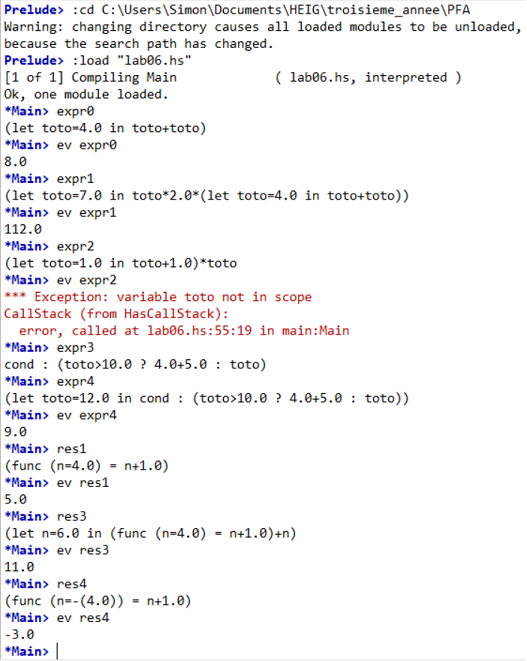 Prelude> :cd C:\Users\Simon\Documents\HEIG\troisieme_annee\PFA
Warning: changing directory causes all loaded modules to be unloaded,
because the search path has changed.
Prelude> :load "lab06.hs"
[1 of 1] Compiling Main             ( lab06.hs, interpreted )
Ok, one module loaded.
*Main> expr0
(let toto=4.0 in toto+toto)
*Main> ev expr0
8.0
*Main> expr1
(let toto=7.0 in toto*2.0*(let toto=4.0 in toto+toto))
*Main> ev expr1
112.0
*Main> expr2
(let toto=1.0 in toto+1.0)*toto
*Main> ev expr2
*** Exception: variable toto not in scope
CallStack (from HasCallStack):
  error, called at lab06.hs:55:19 in main:Main
*Main> expr3
cond : (toto>10.0 ? 4.0+5.0 : toto)
*Main> expr4
(let toto=12.0 in cond : (toto>10.0 ? 4.0+5.0 : toto))
*Main> ev expr4
9.0
*Main> res1
(func (n=4.0) = n+1.0)
*Main> ev res1
5.0
*Main> res3
(let n=6.0 in (func (n=4.0) = n+1.0)+n)
*Main> ev res3
11.0
*Main> res4
(func (n=-(4.0)) = n+1.0)
*Main> ev res4
-3.0
*Main>